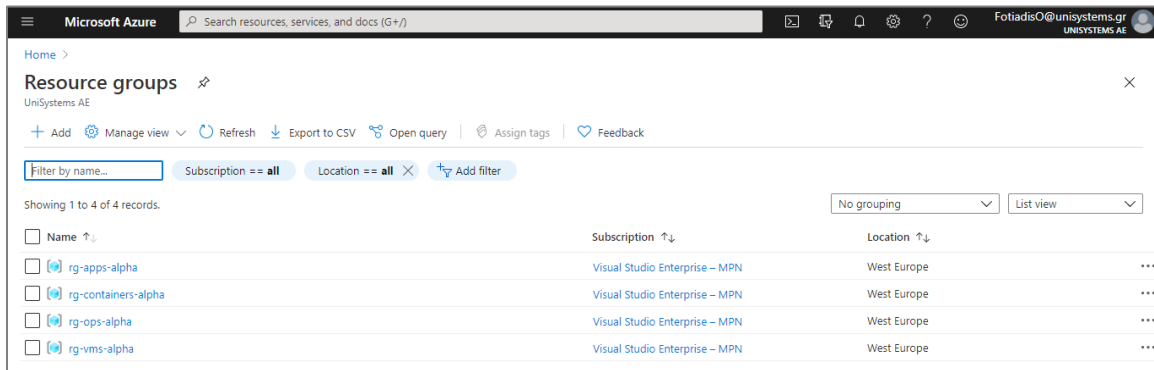 Microsoft Azure
Search resources, services, and docs (G+/)
FotiadisO@unisystems.gr
UNISYSTEMS AE
Home >
Resource groups
UniSystems AE
+ Add Manage view Refresh Export to CSV Open query Assign tags Feedback
Filter by name... Subscription == all Location == all Add filter
Showing 1 to 4 of 4 records. No grouping List view
Name ↑↓ Subscription ↑↓ Location ↑↓
rg-apps-alpha Visual Studio Enterprise – MPN West Europe ...
rg-containers-alpha Visual Studio Enterprise – MPN West Europe ...
rg-ops-alpha Visual Studio Enterprise – MPN West Europe ...
rg-vms-alpha Visual Studio Enterprise – MPN West Europe ...